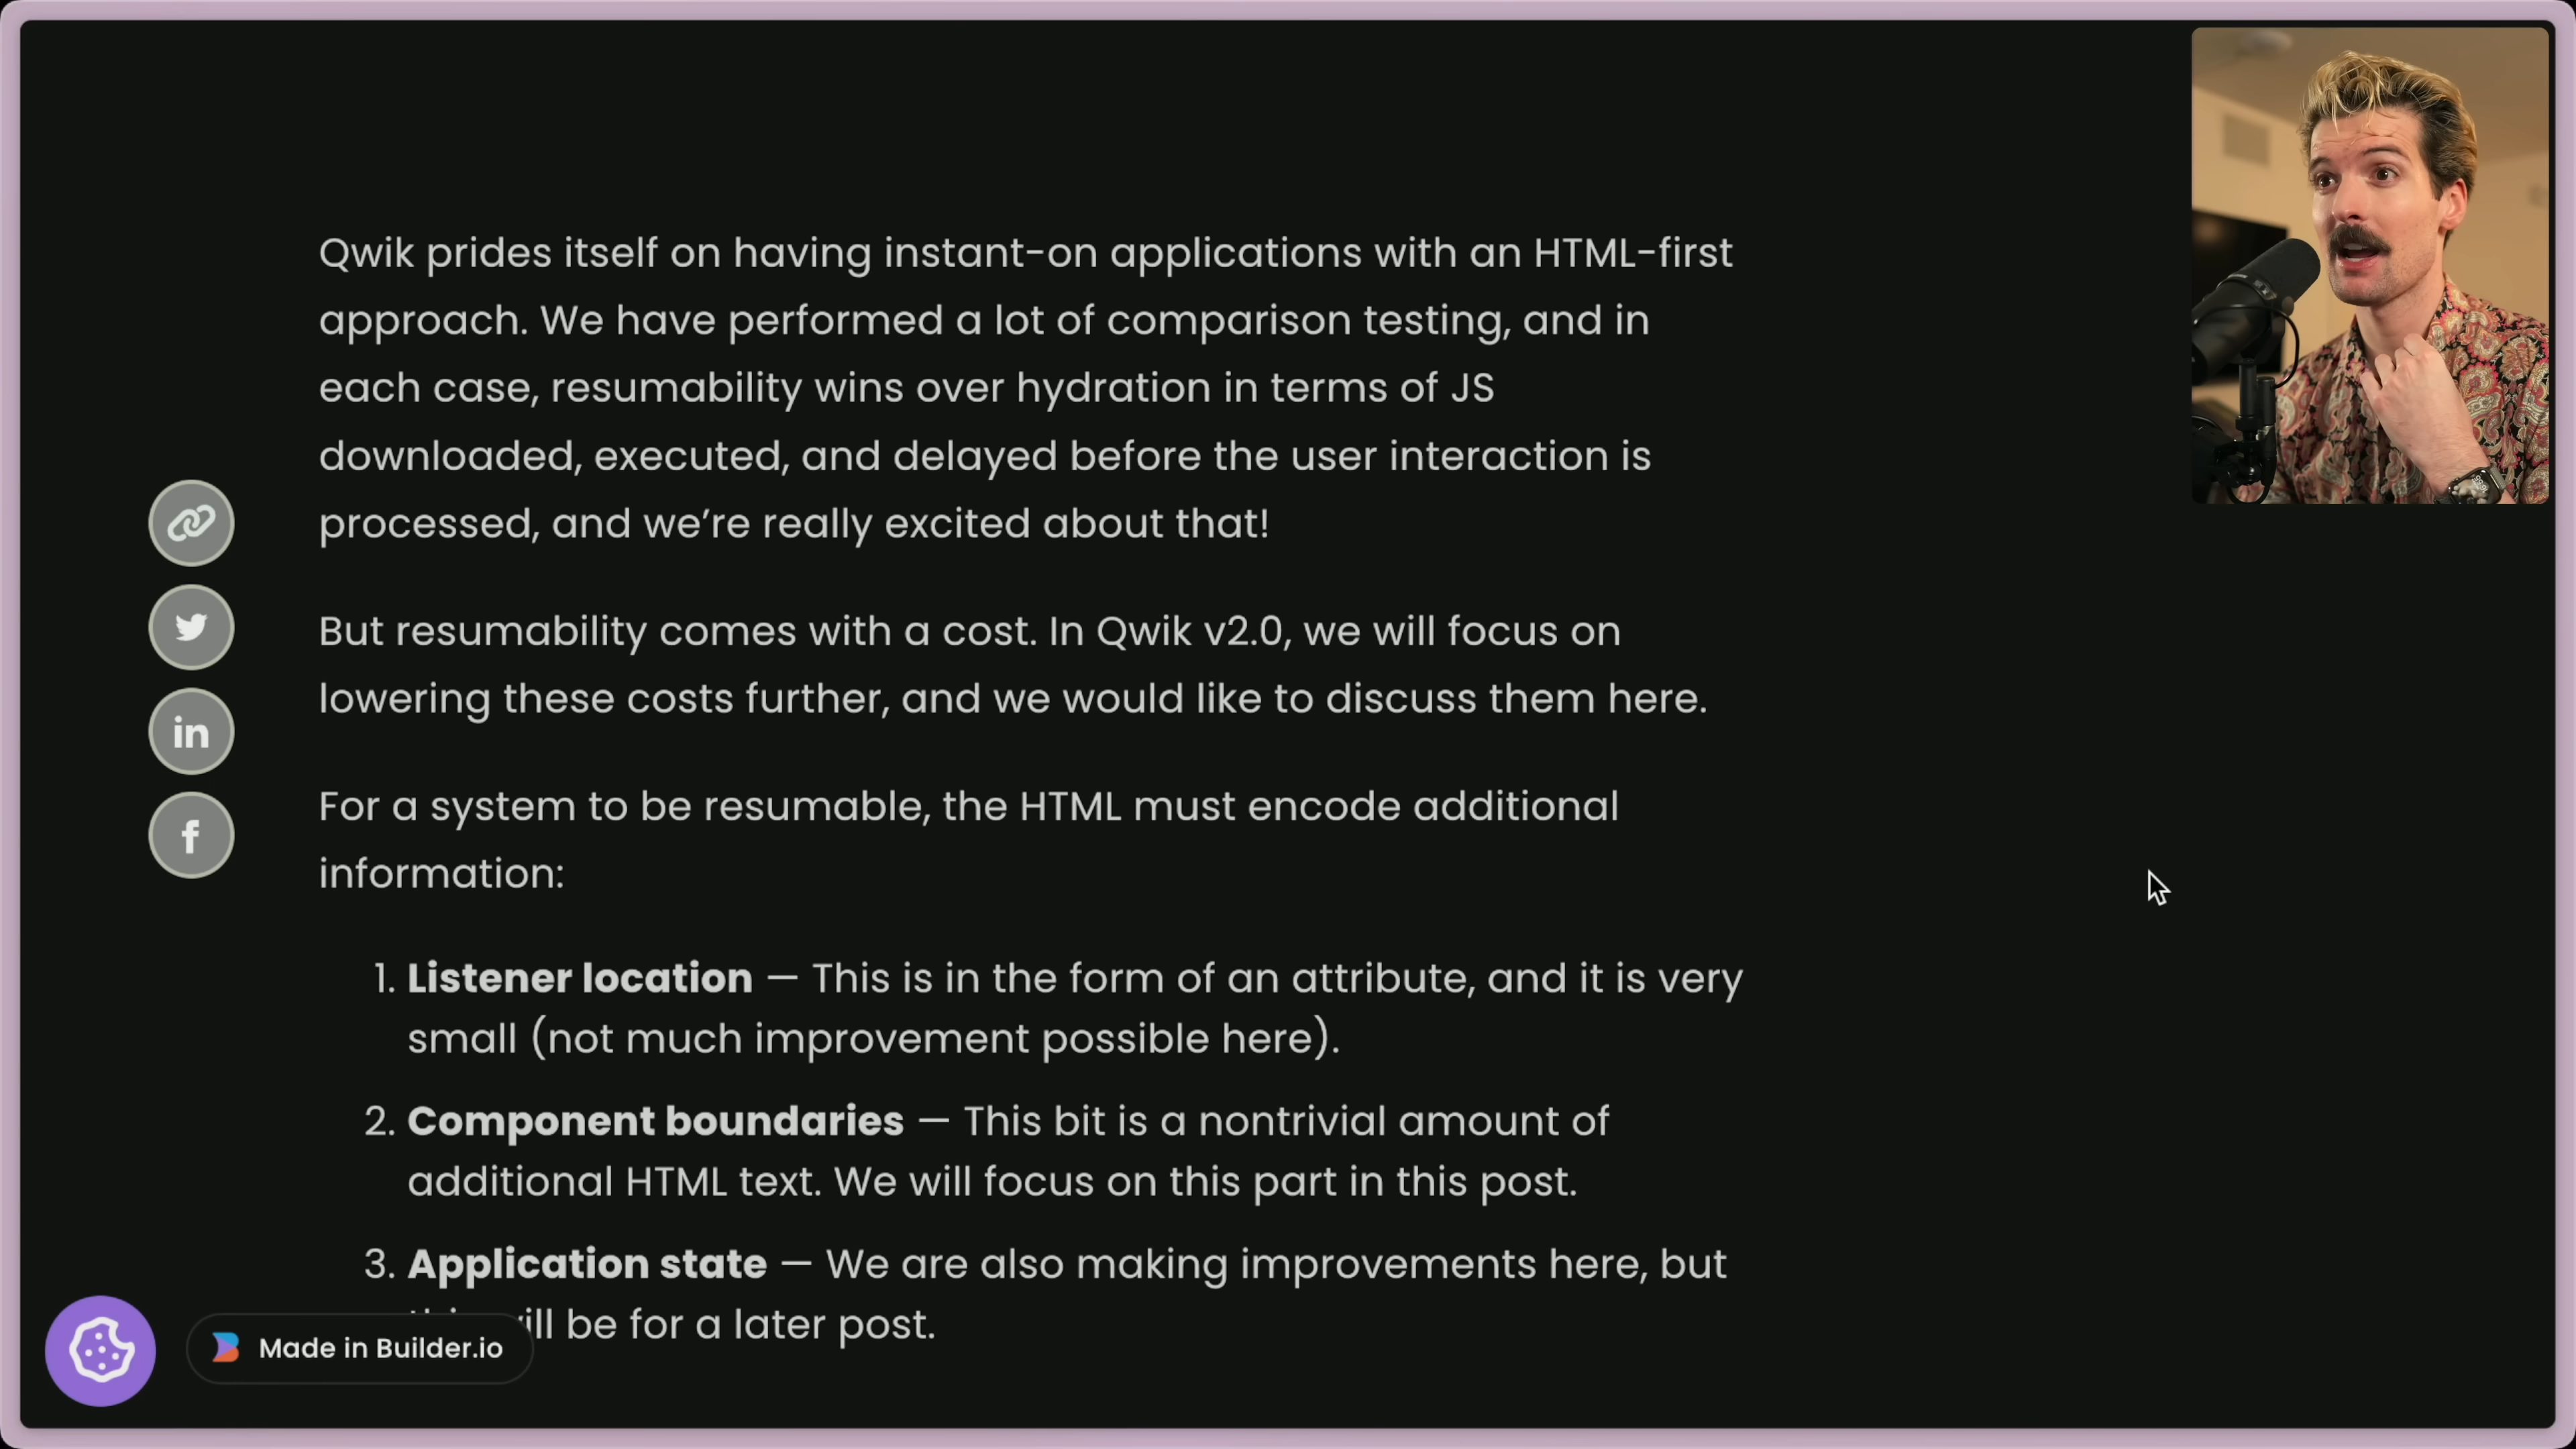 Qwik prides itself on having instant-on applications with an HTML-first
approach. We have performed a lot of comparison testing, and in
each case, resumability wins over hydration in terms of JS
downloaded, executed, and delayed before the user interaction is
processed, and we’re really excited about that!
But resumability comes with a cost. In Qwik v2.0, we will focus on
lowering these costs further, and we would like to discuss them here.
For a system to be resumable, the HTML must encode additional
information:
1. Listener location — This is in the form of an attribute, and it is very
small (not much improvement possible here).
2. Component boundaries — This bit is a nontrivial amount of
additional HTML text. We will focus on this part in this post.
3. Application state — We are also making improvements here, but
be for a later post.
in
f
Made in Builder.io